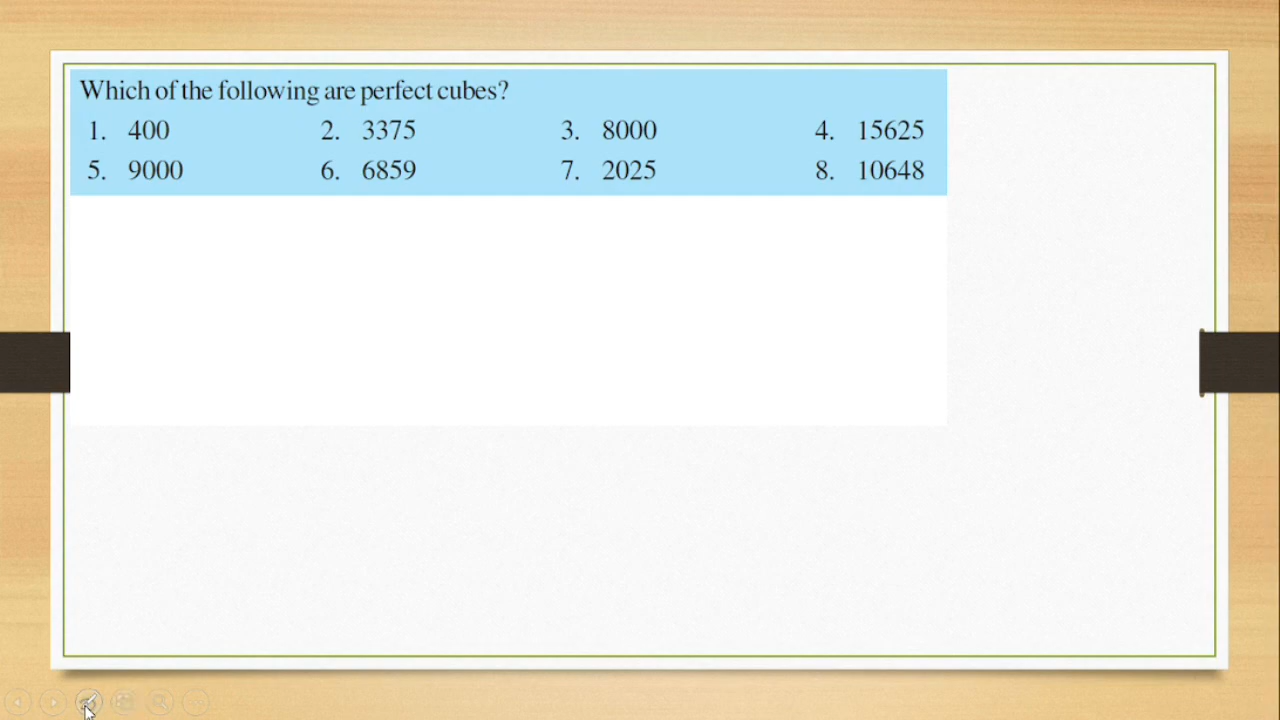 Which of the following are perfect cubes?
1. 400 2. 3375 3. 8000 4. 15625
5. 9000 6. 6859 7. 2025 8. 10648